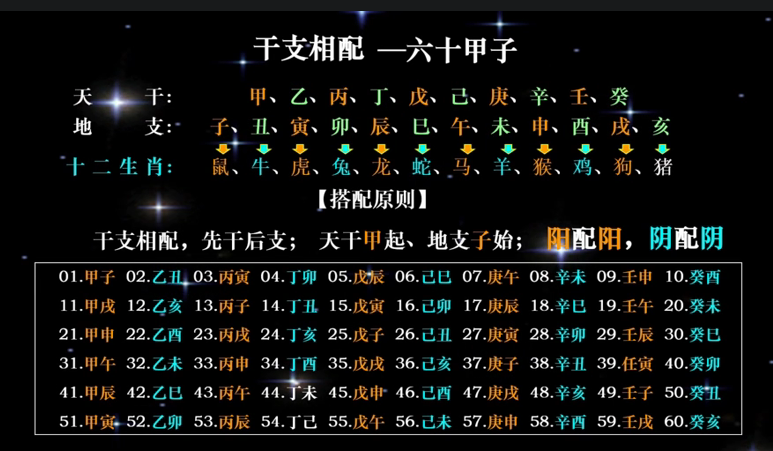 干支相配 —六十甲子
天 干: 甲、乙、丙、丁、戊、己、庚、辛、壬、癸
地 支: 子、丑、寅、卯、辰、巳、午、未、申、酉、戌、亥
十二生肖: 鼠、牛、虎、兔、龙、蛇、马、羊、猴、鸡、狗、猪
【搭配原则】
干支相配，先干后支； 天干甲起、地支子始； 阳配阳，阴配阴
01.甲子 02.乙丑 03.丙寅 04.丁卯 05.戊辰 06.己巳 07.庚午 08.辛未 09.壬申 10.癸酉
11.甲戌 12.乙亥 13.丙子 14.丁丑 15.戊寅 16.己卯 17.庚辰 18.辛巳 19.壬午 20.癸未
21.甲申 22.乙酉 23.丙戌 24.丁亥 25.戊子 26.己丑 27.庚寅 28.辛卯 29.壬辰 30.癸巳
31.甲午 32.乙未 33.丙申 34.丁酉 35.戊戌 36.己亥 37.庚子 38.辛丑 39.任寅 40.癸卯
41.甲辰 42.乙巳 43.丙午 44.丁未 45.戊申 46.己酉 47.庚戌 48.辛亥 49.壬子 50.癸丑
51.甲寅 52.乙卯 53.丙辰 54.丁己 55.戊午 56.己未 57.庚申 58.辛酉 59.壬戌 60.癸亥